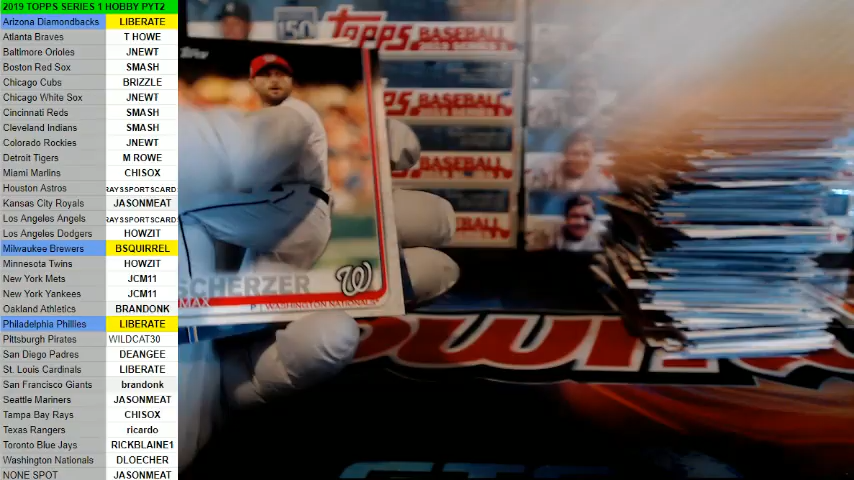 2019 TOPPS SERIES 1 HOBBY PYT2
Arizona Diamondbacks LIBERATE
Atlanta Braves T HOWE
Baltimore Orioles JNEWT
Boston Red Sox SMASH
Chicago Cubs BRIZZLE
Chicago White Sox JNEWT
Cincinnati Reds SMASH
Cleveland Indians SMASH
Colorado Rockies JNEWT
Detroit Tigers M ROWE
Miami Marlins CHISOX
Houston Astros RAYSSPORTSCARD
Kansas City Royals JASONMEAT
Los Angeles Angels RAYSSPORTSCARD
Los Angeles Dodgers HOWZIT
Milwaukee Brewers BSQUIRREL
Minnesota Twins HOWZIT
New York Mets JCM11
New York Yankees JCM11
Oakland Athletics BRANDONK
Philadelphia Phillies LIBERATE
Pittsburgh Pirates WILDCAT30
San Diego Padres DEANGEE
St. Louis Cardinals LIBERATE
San Francisco Giants brandonk
Seattle Mariners JASONMEAT
Tampa Bay Rays CHISOX
Texas Rangers ricardo
Toronto Blue Jays RICKBLAINE1
Washington Nationals DLOECHER
NONE SPOT JASONMEAT
150
Topps BASEBALL
BASEBALL
PS BASEBALL
BASEBALL
BASEBALL
SCHERZER
MAX
P | WASHINGTON NATIONALS
W